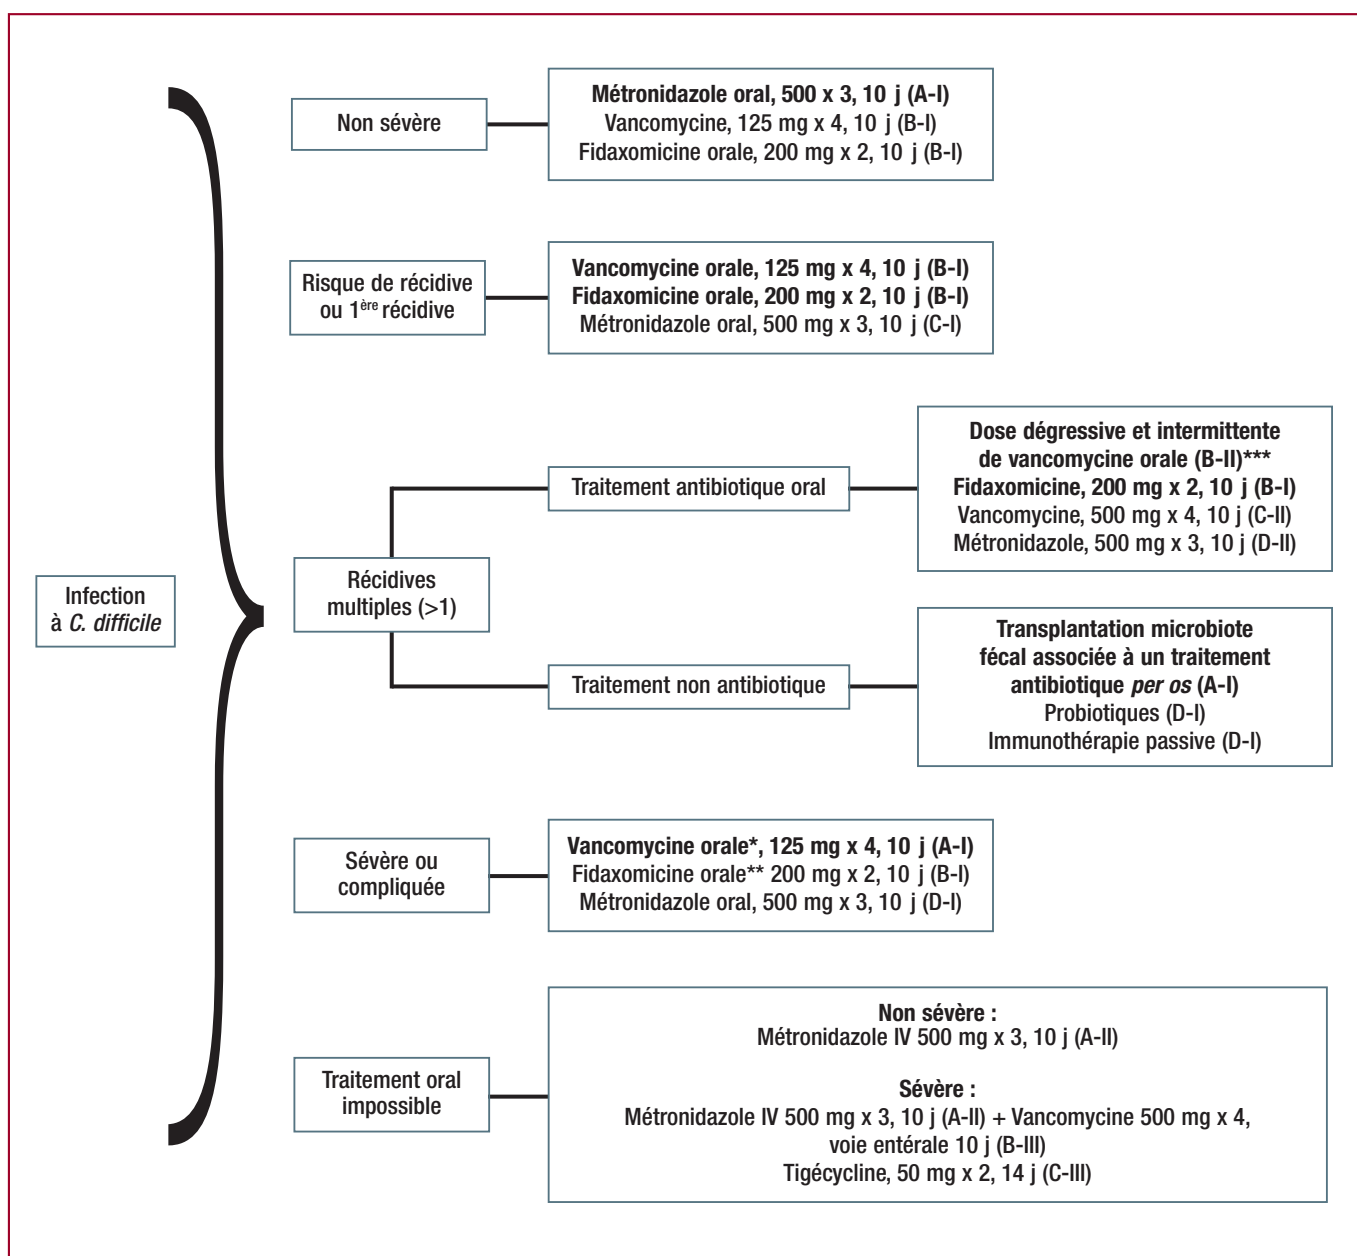 Non sévère
Métronidazole oral, 500 x 3, 10 j (A-I)
Vancomycine, 125 mg x 4, 10 j (B-I)
Fidaxomicine orale, 200 mg x 2, 10 j (B-I)
Risque de récidive
ou 1ère récidive
Vancomycine orale, 125 mg x 4, 10 j (B-I)
Fidaxomicine orale, 200 mg x 2, 10 j (B-I)
Métronidazole oral, 500 mg x 3, 10 j (C-I)
Infection
à C. difficile
Récidives
multiples (>1)
Traitement antibiotique oral
Dose dégressive et intermittente
de vancomycine orale (B-II)***
Fidaxomicine, 200 mg x 2, 10 j (B-I)
Vancomycine, 500 mg x 4, 10 j (C-II)
Métronidazole, 500 mg x 3, 10 j (D-II)
Traitement non antibiotique
Transplantation microbiote
fécal associée à un traitement
antibiotique per os (A-I)
Probiotiques (D-I)
Immunothérapie passive (D-I)
Sévère ou
compliquée
Vancomycine orale*, 125 mg x 4, 10 j (A-I)
Fidaxomicine orale** 200 mg x 2, 10 j (B-I)
Métronidazole oral, 500 mg x 3, 10 j (D-I)
Traitement oral
impossible
Non sévère :
Métronidazole IV 500 mg x 3, 10 j (A-II)
Sévère :
Métronidazole IV 500 mg x 3, 10 j (A-II) + Vancomycine 500 mg x 4,
voie entérale 10 j (B-III)
Tigécycline, 50 mg x 2, 14 j (C-III)